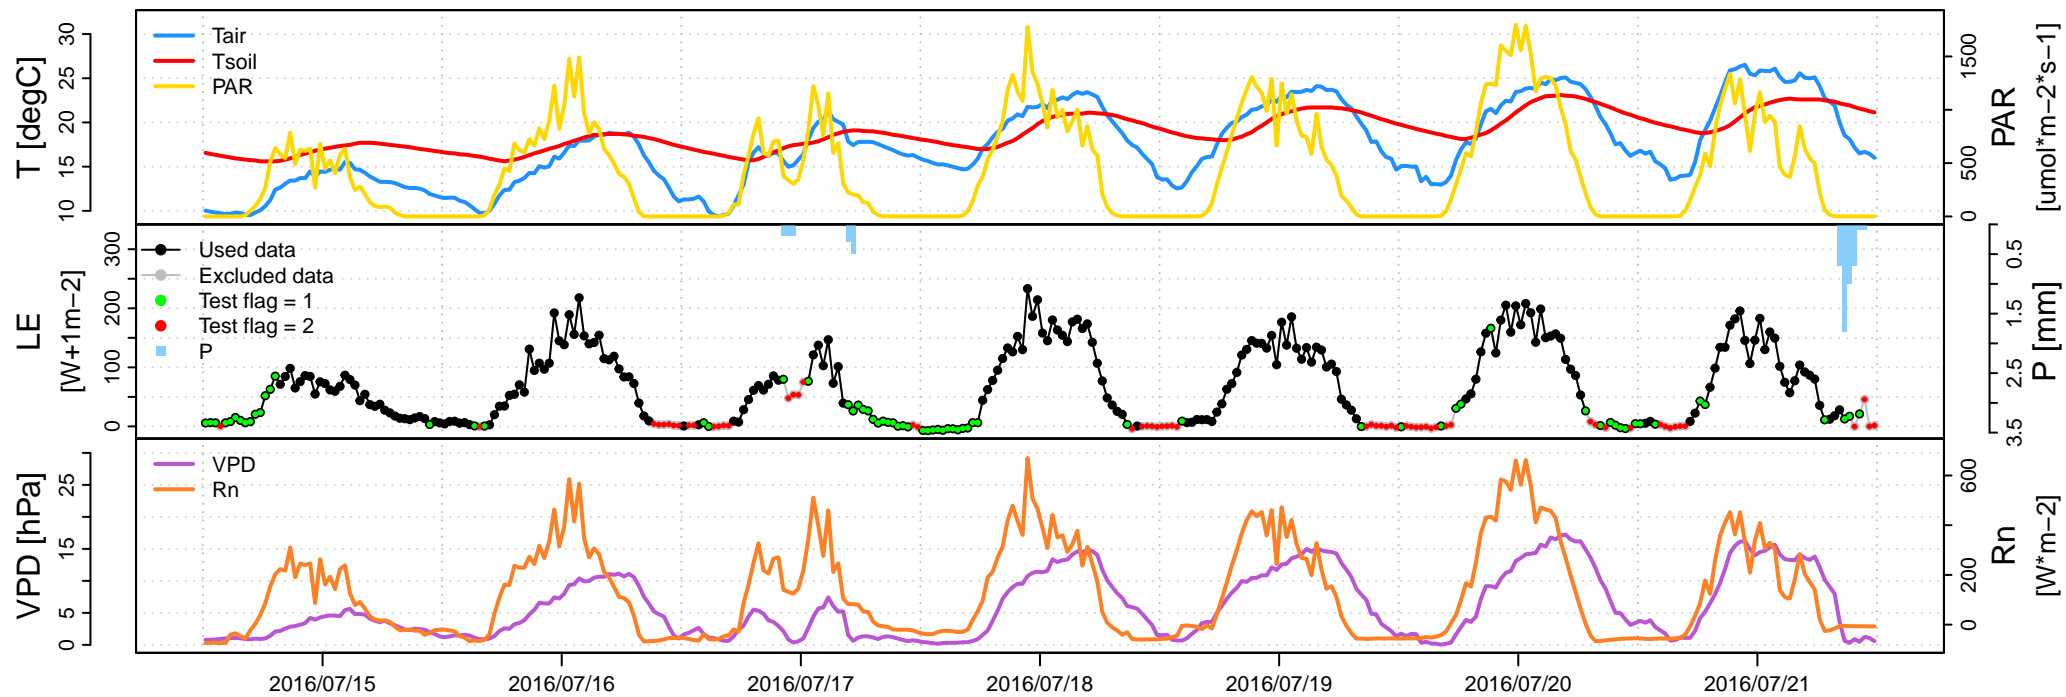 T [degC]
10 15 20 25 30
Tair
Tsoil
PAR
0 500 1500
PAR
[umol*m−2*s−1]
LE
[W+1m−2]
0 100 200 300
Used data
Excluded data
Test flag = 1
Test flag = 2
P
0.5 1.5 2.5 3.5
P [mm]
VPD [hPa]
0 5 15 25
VPD
Rn
0 200 600
Rn
[W*m−2]
2016/07/15 2016/07/16 2016/07/17 2016/07/18 2016/07/19 2016/07/20 2016/07/21